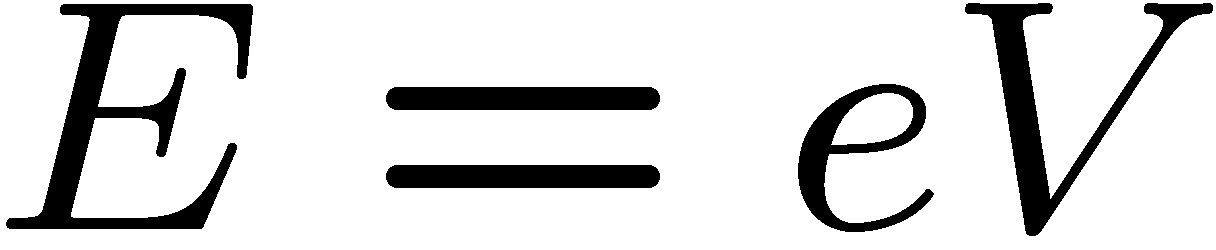 E = eV